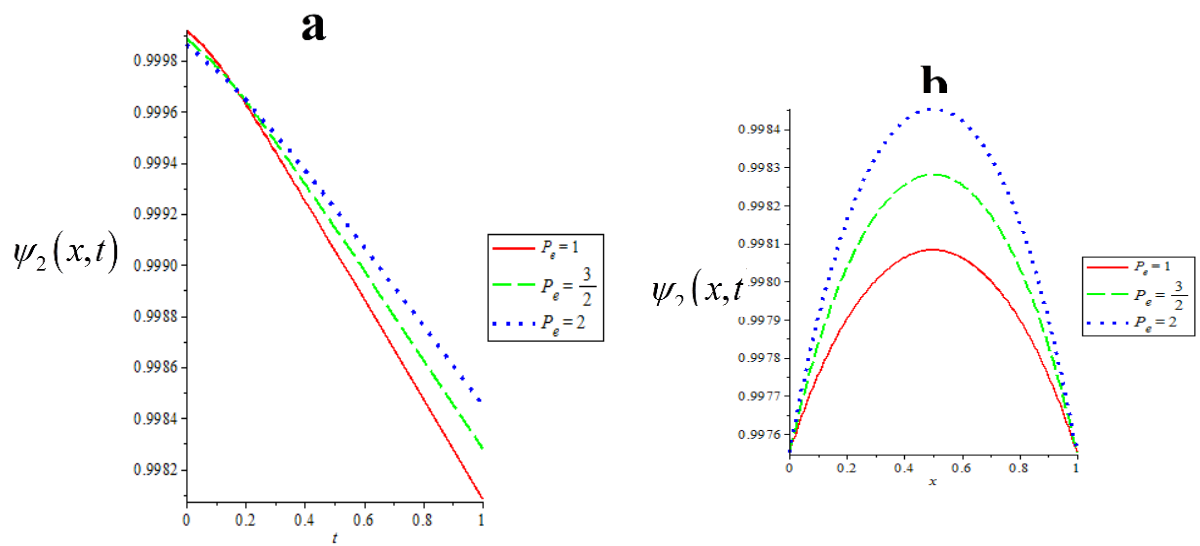 a
0.9998
0.9996
0.9994
0.9992
0.9990
0.9988
0.9986
0.9984
0.9982
ψ₂(x,t)
0 0.2 0.4 0.6 0.8 1
t
Pₑ = 1
Pₑ = 3/2
Pₑ = 2
b
0.9984
0.9983
0.9982
0.9981
0.9980
0.9979
0.9978
0.9977
0.9976
ψ₂(x,t
0 0.2 0.4 0.6 0.8 1
x
Pₑ = 1
Pₑ = 3/2
Pₑ = 2